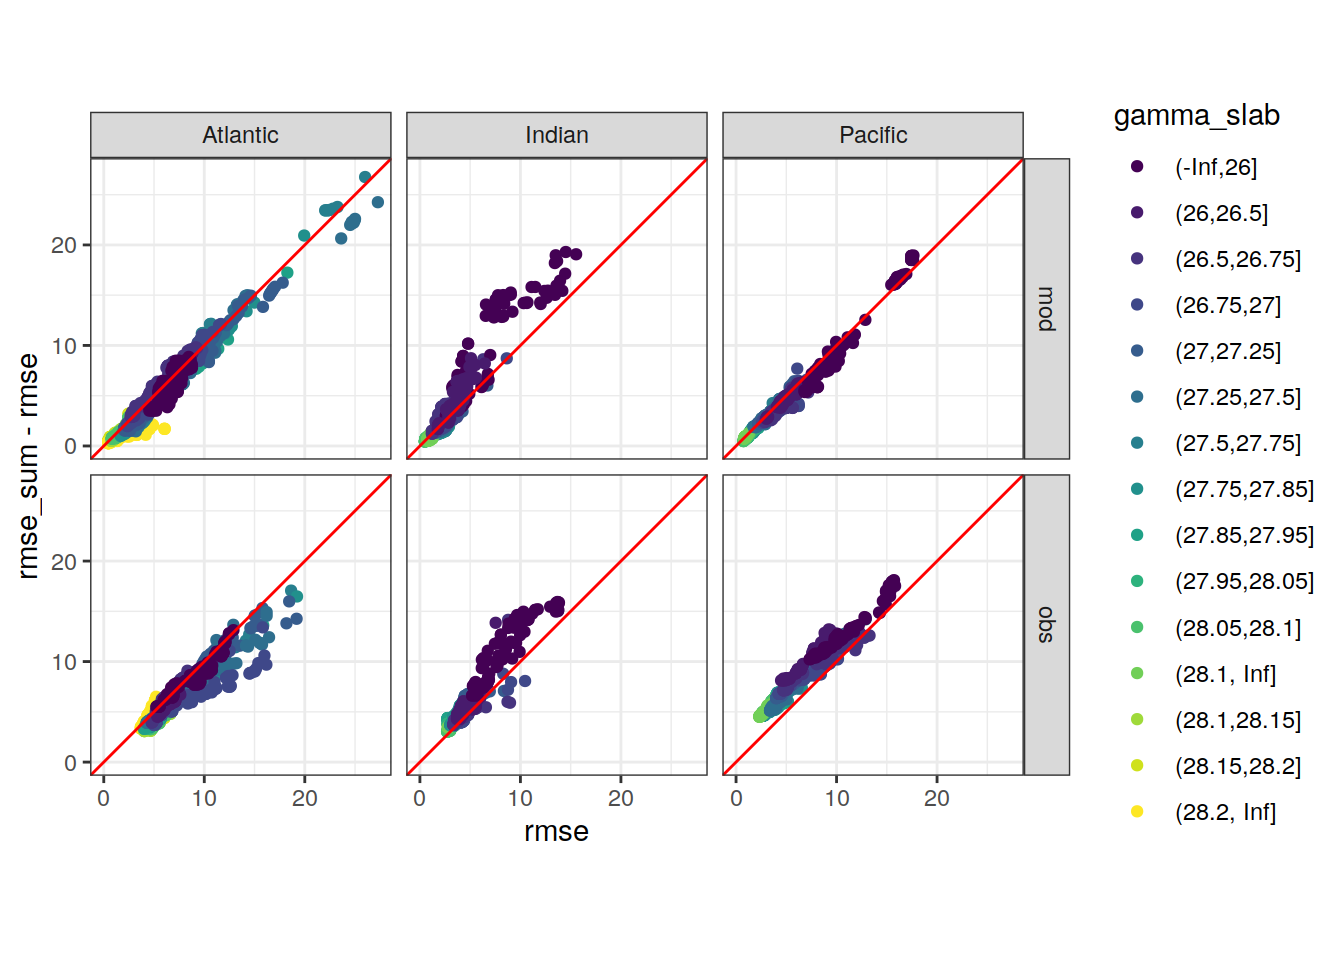 Atlantic
Indian
Pacific
gamma_slab
(-Inf,26]
(26,26.5]
(26.5,26.75]
(26.75,27]
(27,27.25]
(27.25,27.5]
(27.5,27.75]
(27.75,27.85]
(27.85,27.95]
(27.95,28.05]
(28.05,28.1]
(28.1, Inf]
(28.1,28.15]
(28.15,28.2]
(28.2, Inf]
mod
obs
rmse_sum - rmse
20
10
0
20
10
0
0 10 20
0 10 20
0 10 20
rmse